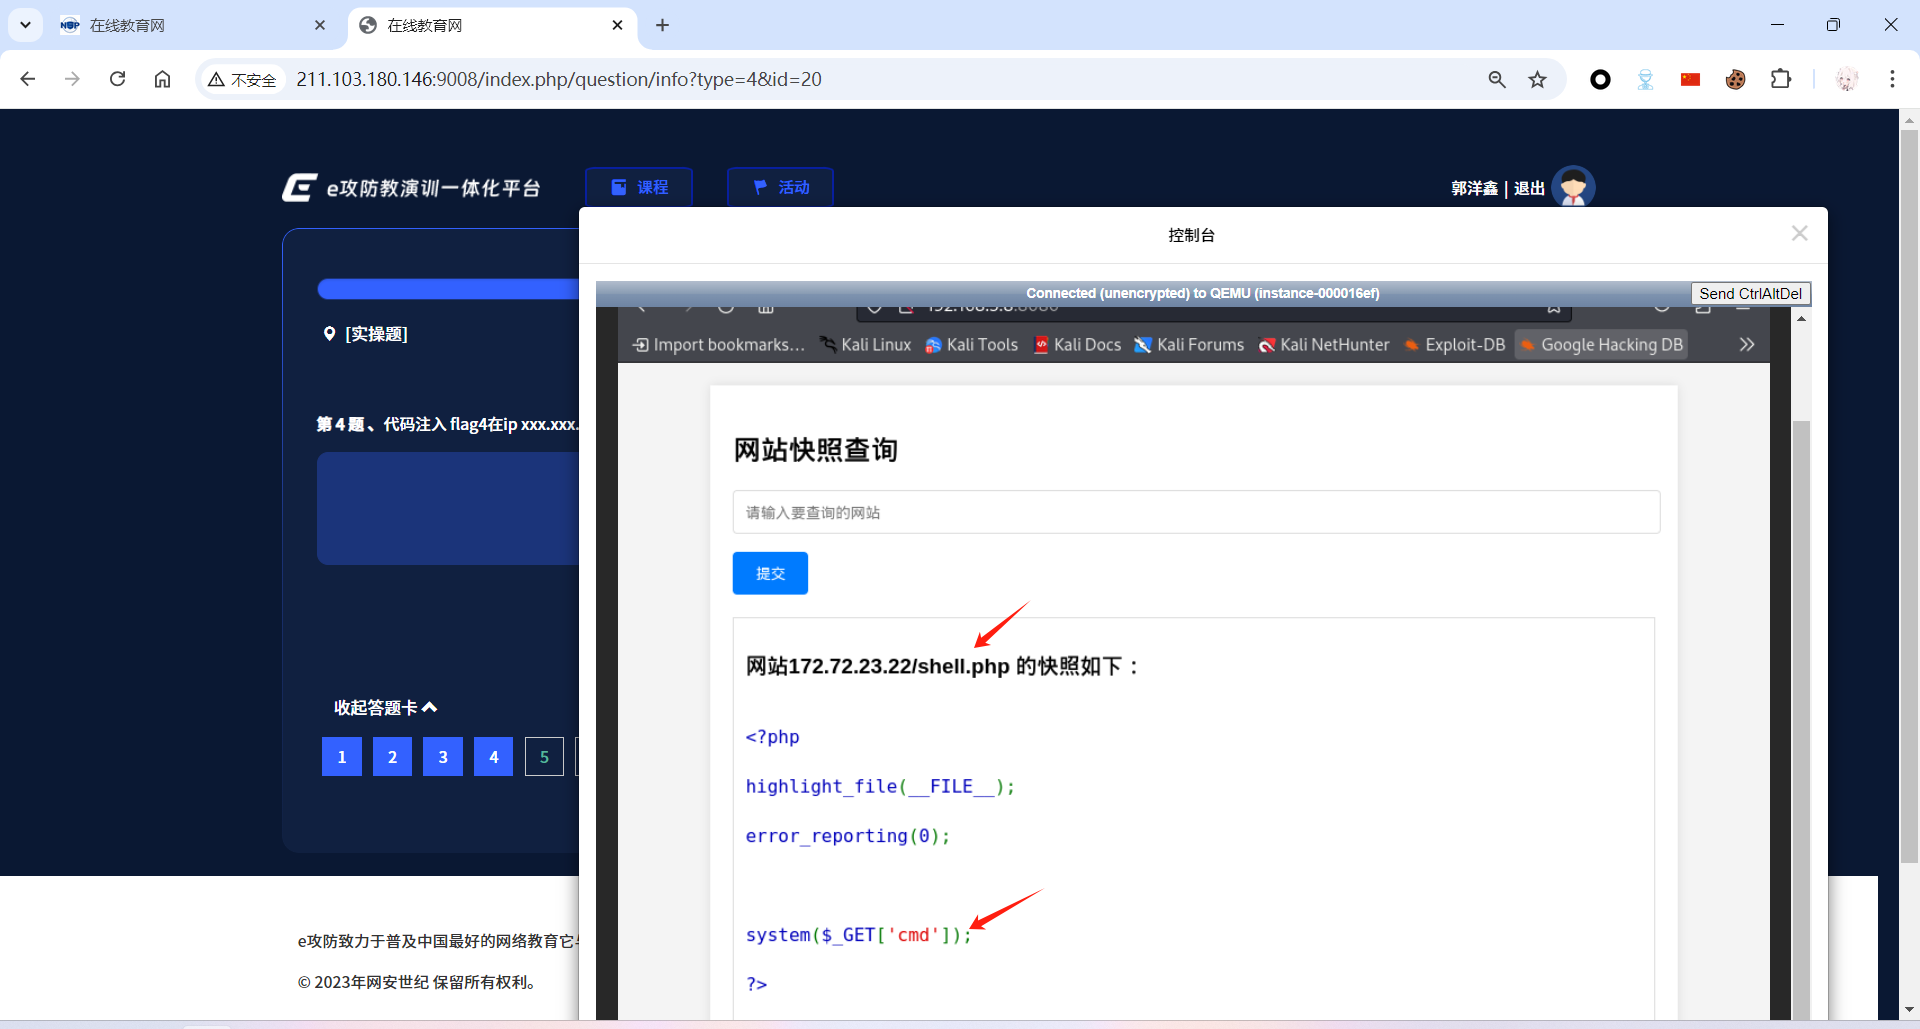 在线教育网
在线教育网
不安全
211.103.180.146:9008/index.php/question/info?type=4&id=20
e攻防教演训一体化平台
课程
活动
郭洋鑫 | 退出
控制台
[实操题]
Connected (unencrypted) to QEMU (instance-000016ef)
Send CtrlAltDel
Import bookmarks...
Kali Linux
Kali Tools
Kali Docs
Kali Forums
Kali NetHunter
Exploit-DB
Google Hacking DB
第 4 题 、代码注入 flag4在ip xxx.xxx.
网站快照查询
请输入要查询的网站
提交
网站172.72.23.22/shell.php 的快照如下：
<?php
highlight_file(__FILE__);
error_reporting(0);
system($_GET['cmd']);
?>
收起答题卡
1 2 3 4 5
e攻防致力于普及中国最好的网络教育它
© 2023年网安世纪 保留所有权利。